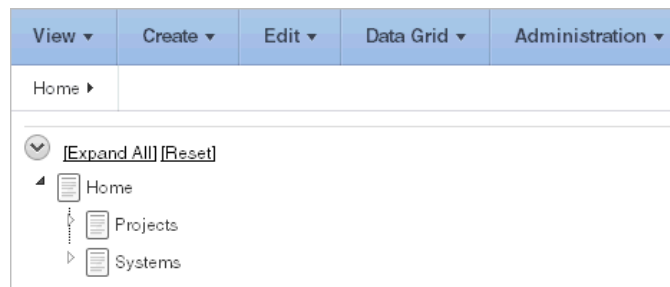 View Create Edit Data Grid Administration
Home
[Expand All] [Reset]
Home
Projects
Systems